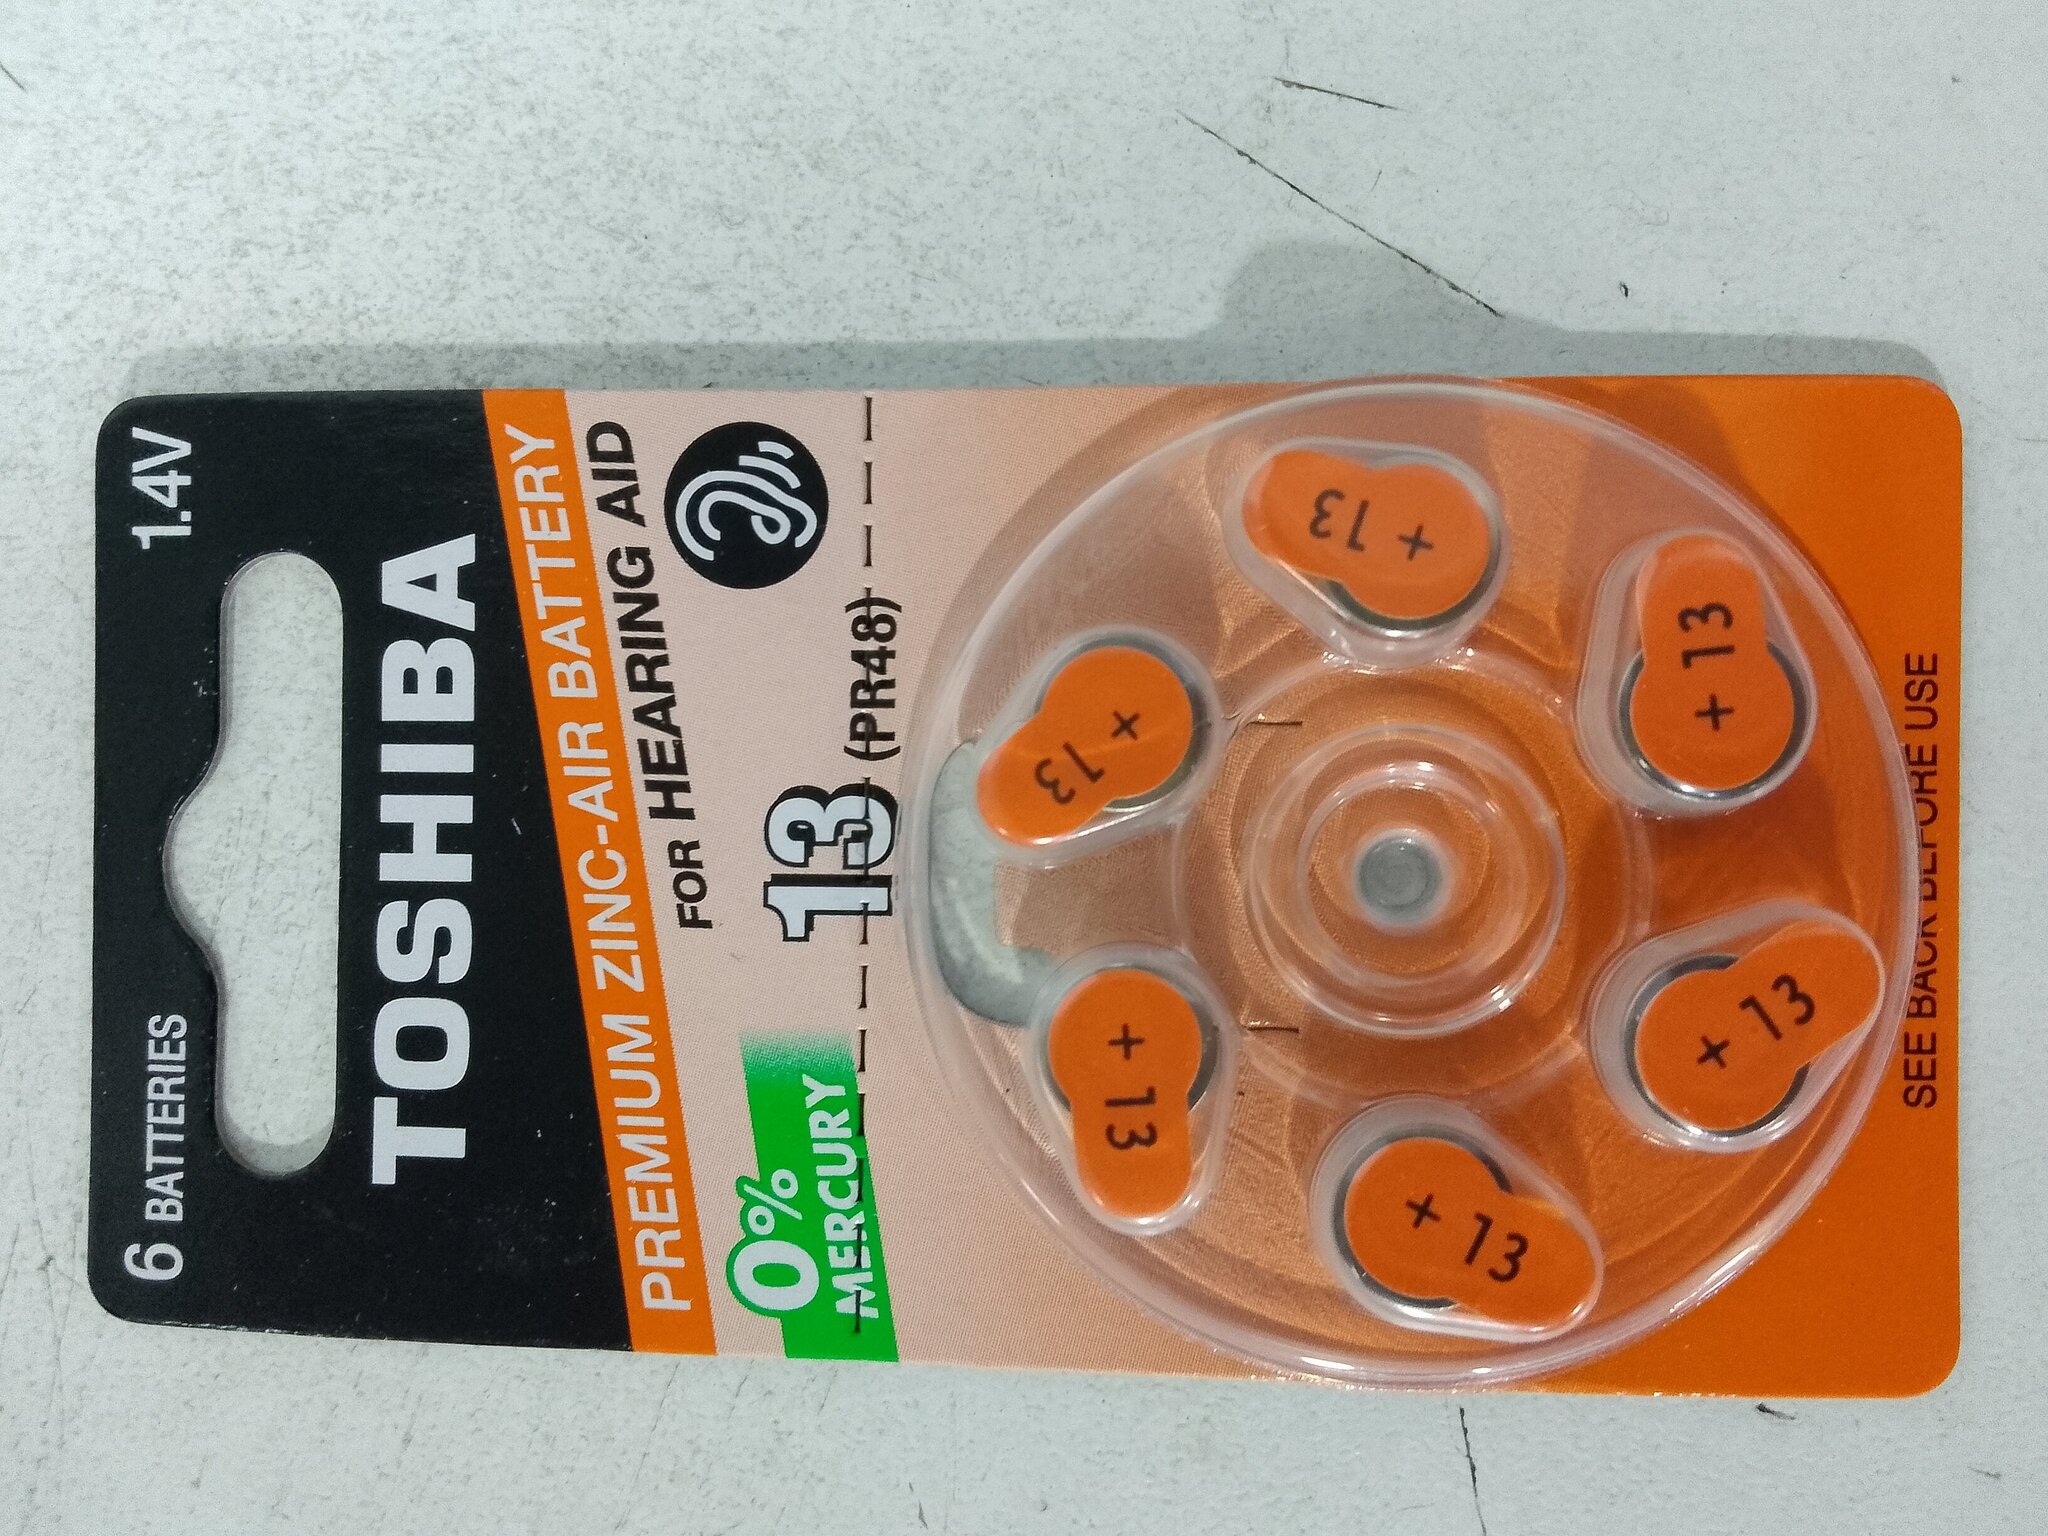 6 BATTERIES 1.4V
TOSHIBA
PREMIUM ZINC-AIR BATTERY
FOR HEARING AID
0%
MERCURY
13 (PR48)
+ 13
+ 13
+ 13
+ 13
+ 13
+ 13
SEE BACK BEFORE USE